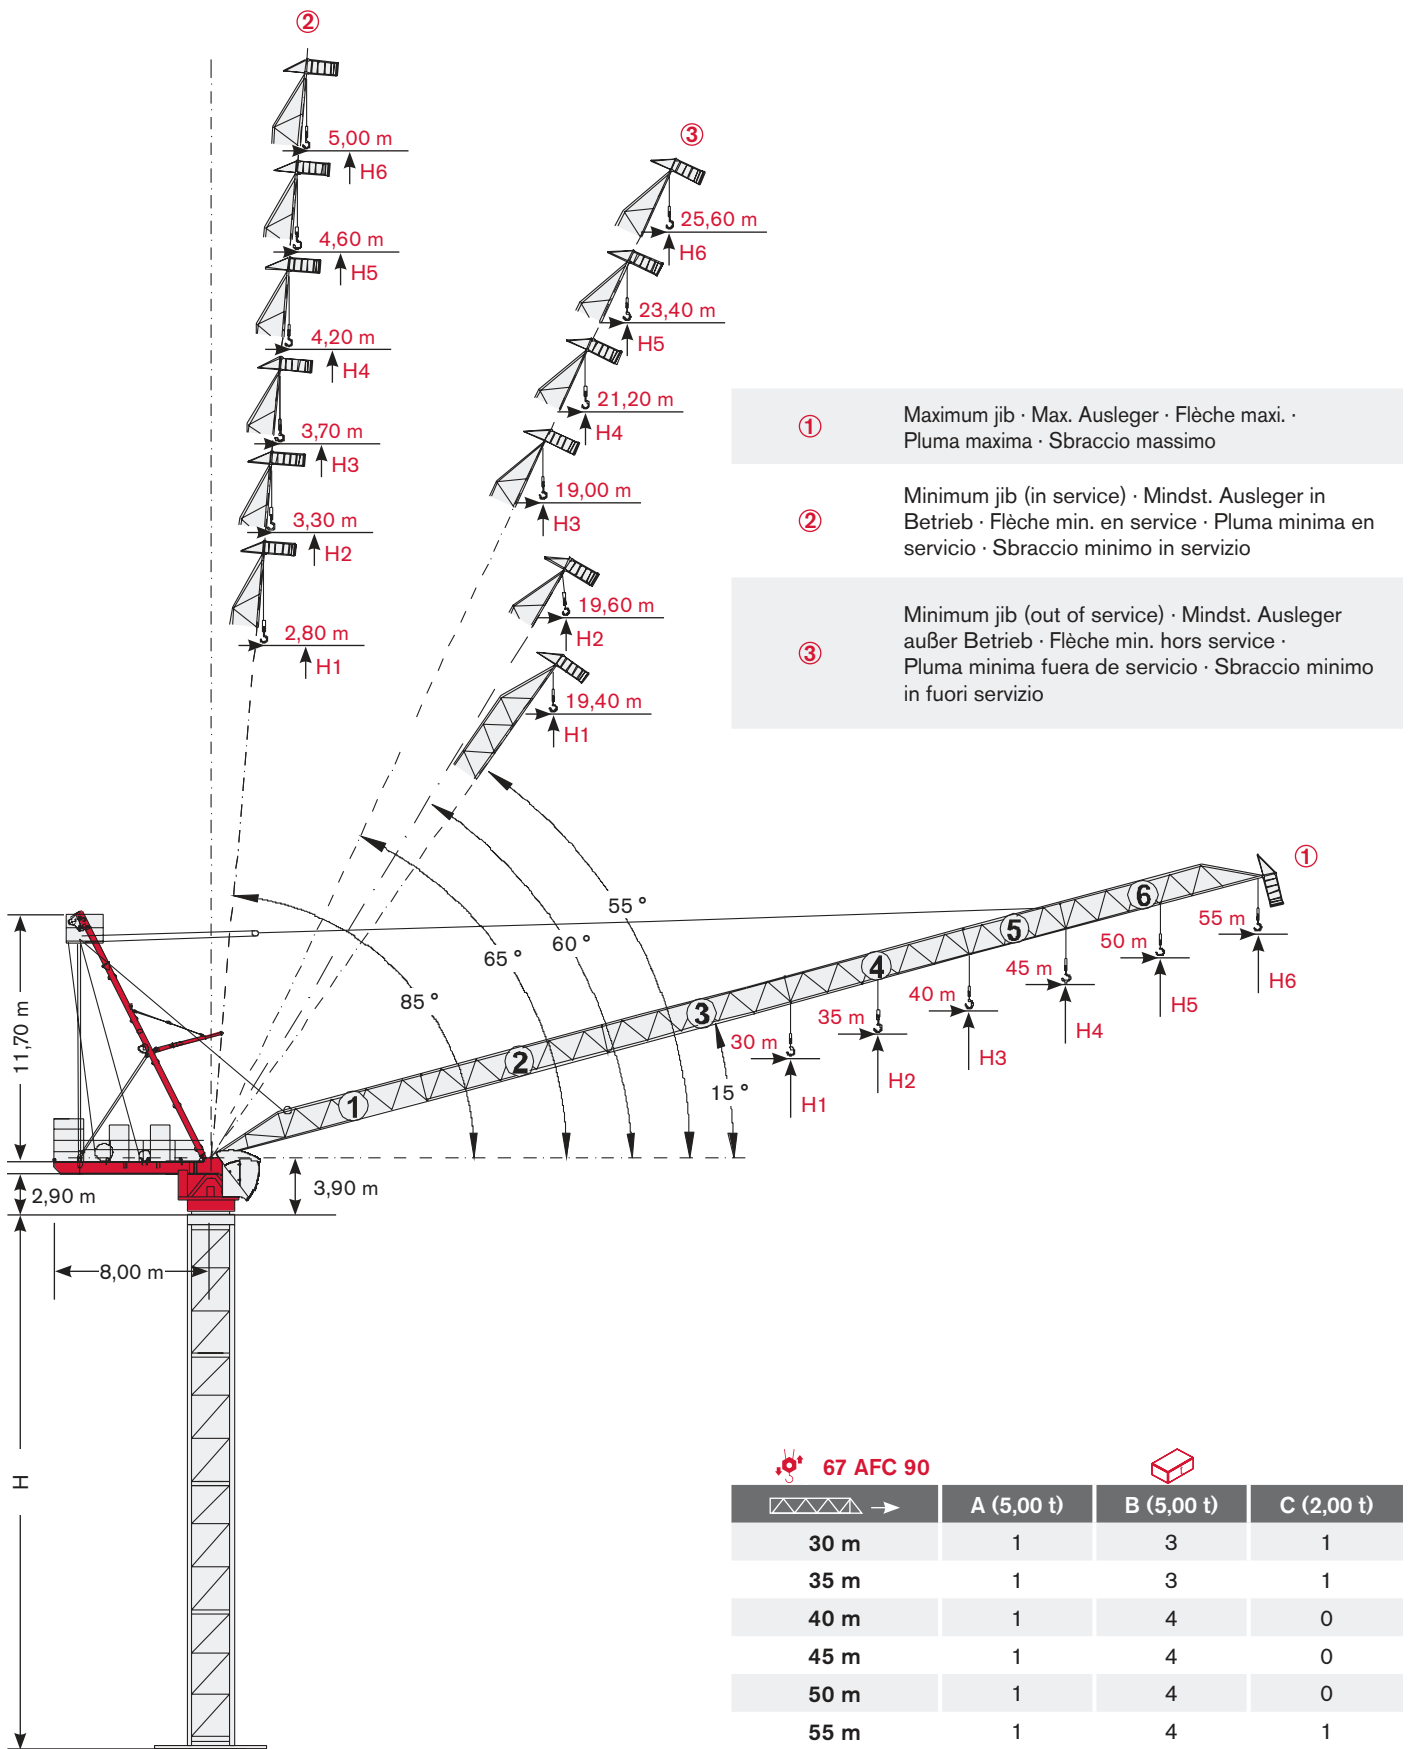 ②
5,00 m
H6
4,60 m
H5
4,20 m
H4
3,70 m
H3
3,30 m
H2
2,80 m
H1
③
25,60 m
H6
23,40 m
H5
21,20 m
H4
19,00 m
H3
19,60 m
H2
19,40 m
H1
① Maximum jib · Max. Ausleger · Flèche maxi. ·
Pluma maxima · Sbraccio massimo
② Minimum jib (in service) · Mindst. Ausleger in
Betrieb · Flèche min. en service · Pluma minima en
servicio · Sbraccio minimo in servizio
③ Minimum jib (out of service) · Mindst. Ausleger
außer Betrieb · Flèche min. hors service ·
Pluma minima fuera de servicio · Sbraccio minimo
in fuori servizio
55 °
60 °
65 °
85 °
15 °
①
1
2
3
4
5
6
30 m
H1
35 m
H2
40 m
H3
45 m
H4
50 m
H5
55 m
H6
11,70 m
2,90 m
3,90 m
8,00 m
H
67 AFC 90
A (5,00 t) B (5,00 t) C (2,00 t)
30 m 1 3 1
35 m 1 3 1
40 m 1 4 0
45 m 1 4 0
50 m 1 4 0
55 m 1 4 1